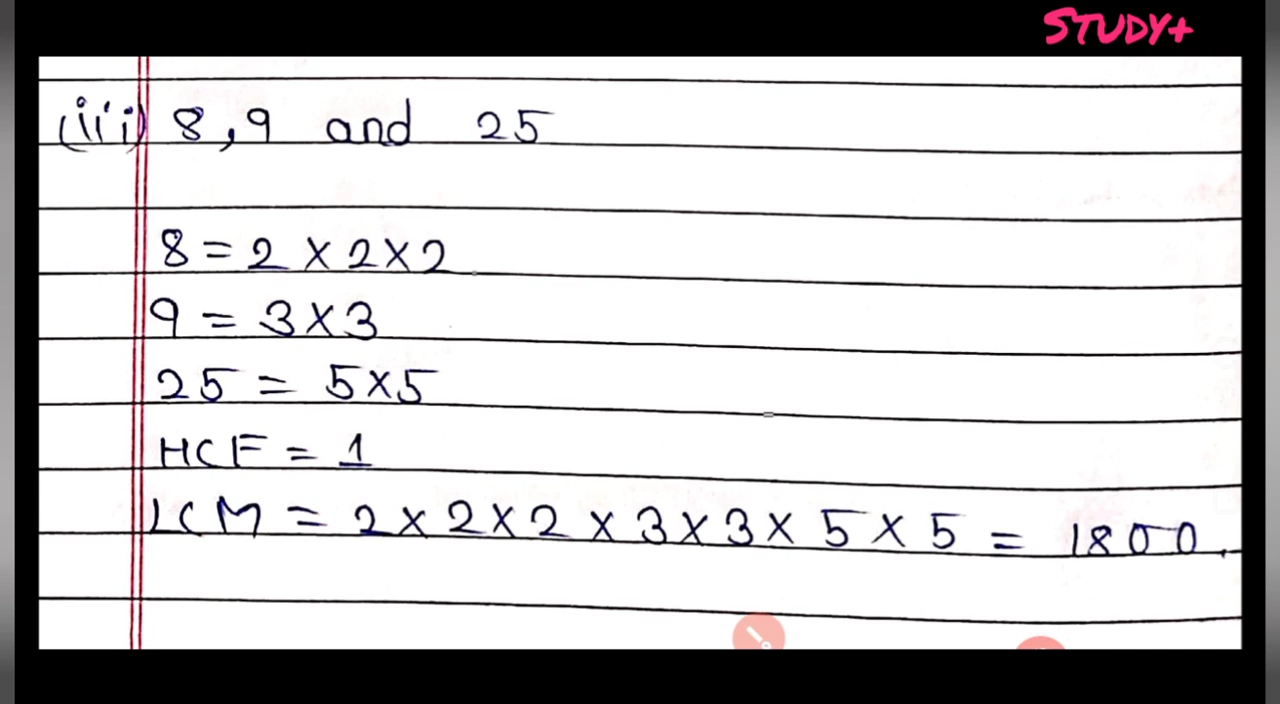 STUDY+
(iii) 8, 9 and 25
8 = 2 × 2 × 2
9 = 3 × 3
25 = 5 × 5
HCF = 1
LCM = 2 × 2 × 2 × 3 × 3 × 5 × 5 = 1800.